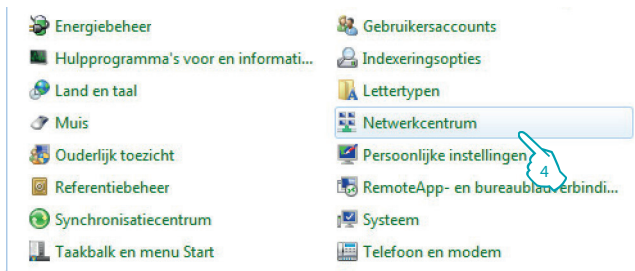 Energiebeheer
Hulpprogramma's voor en informati...
Land en taal
Muis
Ouderlijk toezicht
Referentiebeheer
Synchronisatiecentrum
Taakbalk en menu Start
Gebruikersaccounts
Indexeringsopties
Lettertypen
Netwerkcentrum
Persoonlijke instellingen
4
RemoteApp- en bureaubladverbindi...
Systeem
Telefoon en modem